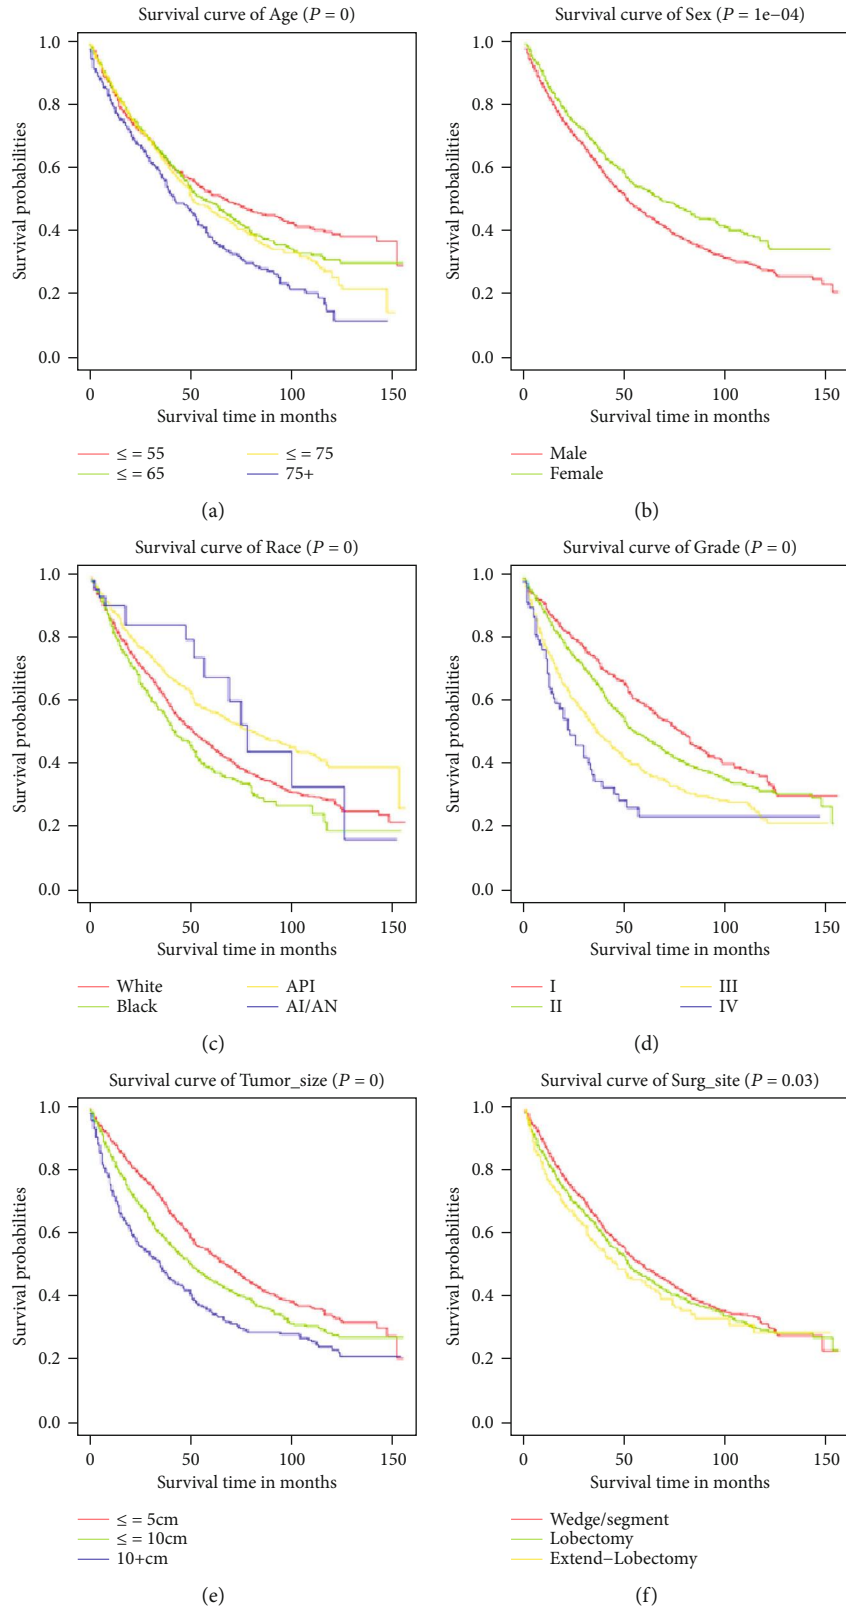 Survival curve of Age (P = 0)
Survival probabilities
1.0
0.8
0.6
0.4
0.2
0.0
0 50 100 150
Survival time in months
≤ = 55 ≤ = 75
≤ = 65 75+
(a)
Survival curve of Sex (P = 1e−04)
Survival probabilities
1.0
0.8
0.6
0.4
0.2
0.0
0 50 100 150
Survival time in months
Male
Female
(b)
Survival curve of Race (P = 0)
Survival probabilities
1.0
0.8
0.6
0.4
0.2
0.0
0 50 100 150
Survival time in months
White API
Black AI/AN
(c)
Survival curve of Grade (P = 0)
Survival probabilities
1.0
0.8
0.6
0.4
0.2
0.0
0 50 100 150
Survival time in months
I III
II IV
(d)
Survival curve of Tumor_size (P = 0)
Survival probabilities
1.0
0.8
0.6
0.4
0.2
0.0
0 50 100 150
Survival time in months
≤ = 5cm
≤ = 10cm
10+cm
(e)
Survival curve of Surg_site (P = 0.03)
Survival probabilities
1.0
0.8
0.6
0.4
0.2
0.0
0 50 100 150
Survival time in months
Wedge/segment
Lobectomy
Extend−Lobectomy
(f)